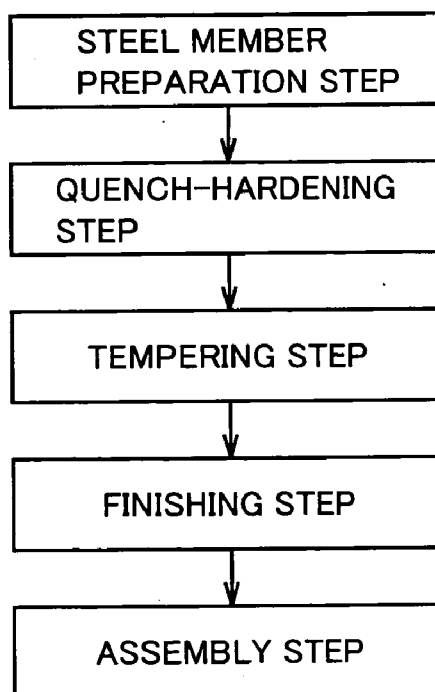 STEEL MEMBER
PREPARATION STEP
QUENCH-HARDENING
STEP
TEMPERING STEP
FINISHING STEP
ASSEMBLY STEP